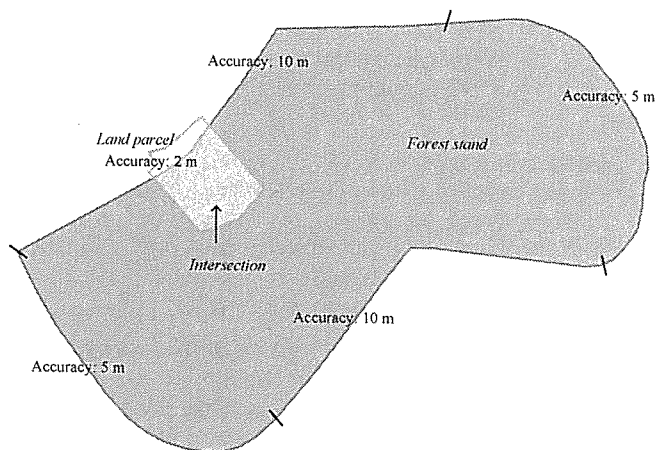 Accuracy: 10 m
Accuracy: 5 m
Land parcel
Forest stand
Accuracy: 2 m
Intersection
Accuracy: 10 m
Accuracy: 5 m